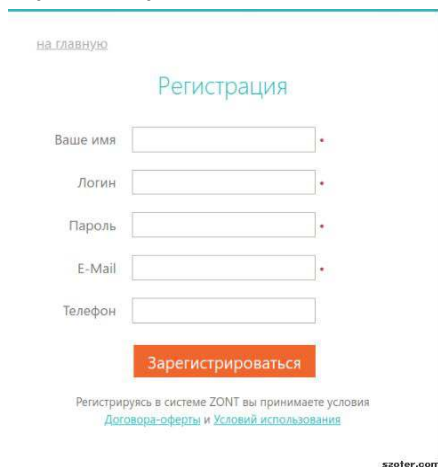 на главную
Регистрация
Ваше имя *
Логин *
Пароль *
E-Mail *
Телефон
Зарегистрироваться
Регистрируясь в системе ZONT вы принимаете условия
Договора-оферты и Условий использования
szoter.com